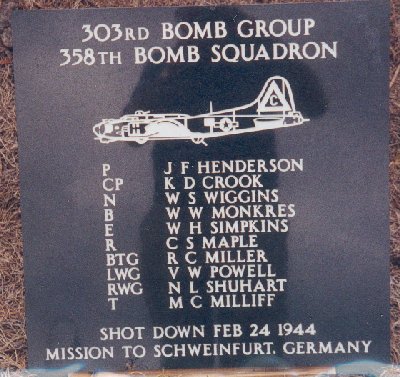 303RD BOMB GROUP
358TH BOMB SQUADRON
C
H
P J F HENDERSON
CP K D CROOK
N W S WIGGINS
B W W MONKRES
E W H SIMPKINS
R C S MAPLE
BTG R C MILLER
LWG V W POWELL
RWG N L SHUHART
T M C MILLIFF
SHOT DOWN FEB 24 1944
MISSION TO SCHWEINFURT, GERMANY